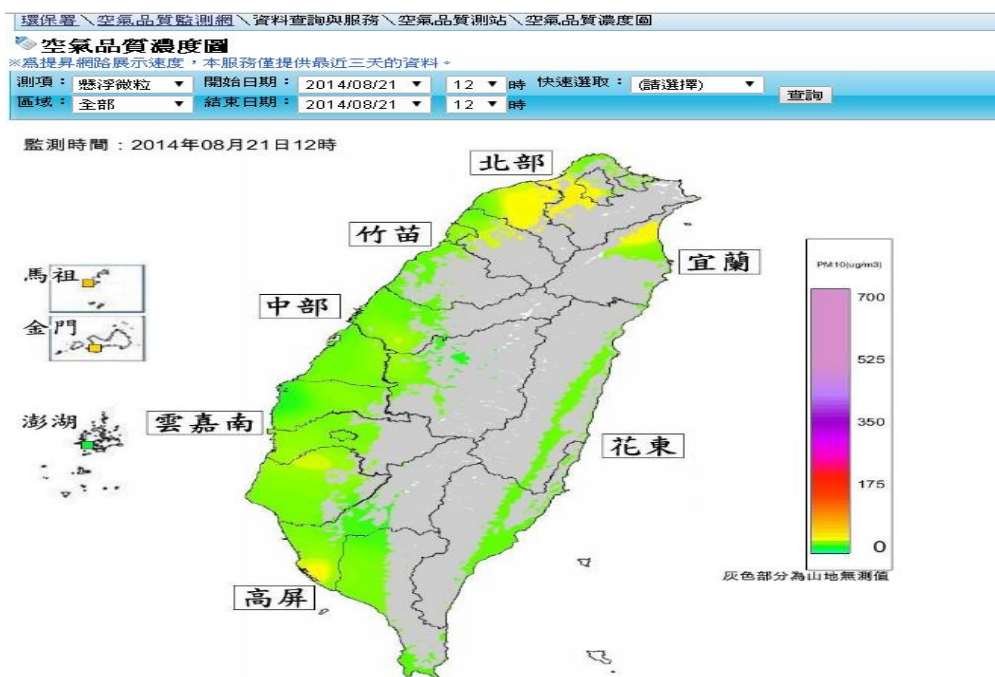 環保署＼空氣品質監測網＼資料查詢與服務＼空氣品質測站＼空氣品質濃度圖
空氣品質濃度圖
※為提昇網路展示速度，本服務僅提供最近三天的資料。
測項： 懸浮微粒 ▼ 開始日期： 2014/08/21 ▼ 12 ▼ 時 快速選取： (請選擇) ▼
區域： 全部 ▼ 結束日期： 2014/08/21 ▼ 12 ▼ 時 查詢
監測時間：2014年08月21日12時
北部
竹苗
宜蘭
馬祖
中部
金門
澎湖
雲嘉南
花東
高屏
PM10(ug/m3)
700
525
350
175
0
灰色部分為山地無測值